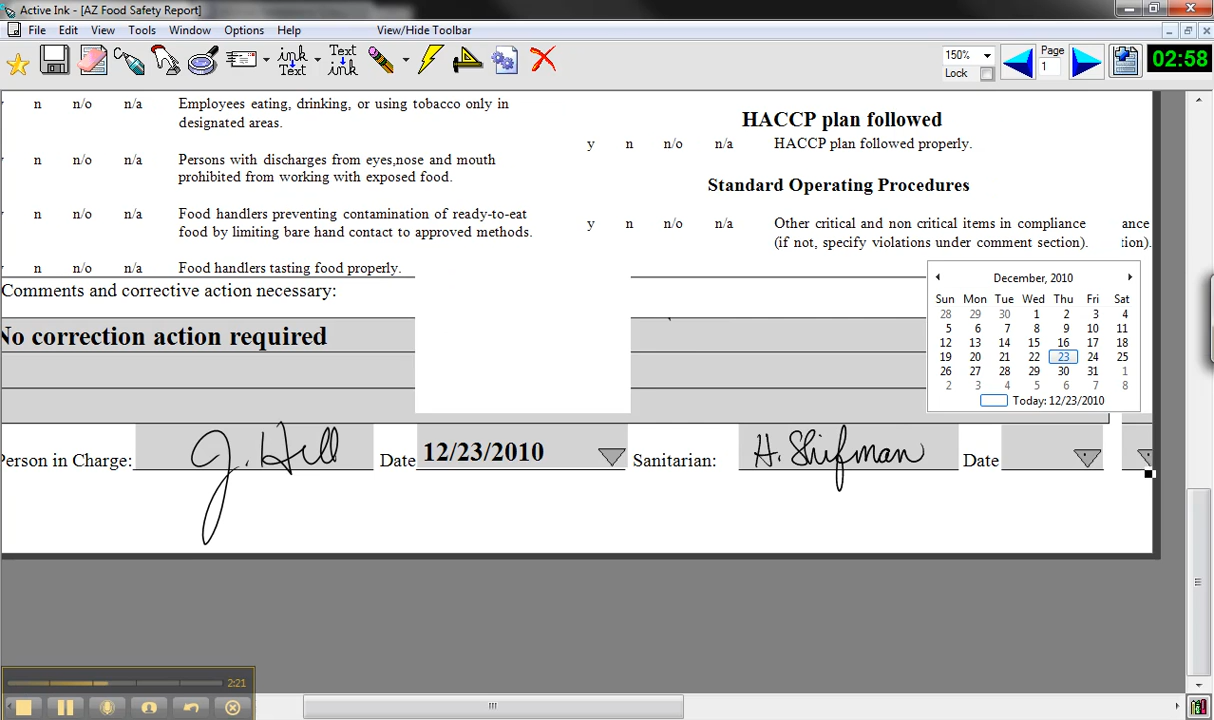 Active Ink - [AZ Food Safety Report]
File Edit View Tools Window Options Help View/Hide Toolbar
ink Text
Text ink
150%
Lock
Page
1
02:58
n n/o n/a Employees eating, drinking, or using tobacco only in
designated areas.
n n/o n/a Persons with discharges from eyes,nose and mouth
prohibited from working with exposed food.
n n/o n/a Food handlers preventing contamination of ready-to-eat
food by limiting bare hand contact to approved methods.
n n/o n/a Food handlers tasting food properly.
HACCP plan followed
y n n/o n/a HACCP plan followed properly.
Standard Operating Procedures
y n n/o n/a Other critical and non critical items in compliance
(if not, specify violations under comment section).
ance
tion).
Comments and corrective action necessary:
No correction action required
December, 2010
Sun Mon Tue Wed Thu Fri Sat
28 29 30 1 2 3 4
5 6 7 8 9 10 11
12 13 14 15 16 17 18
19 20 21 22 23 24 25
26 27 28 29 30 31 1
2 3 4 5 6 7 8
Today: 12/23/2010
Person in Charge: J. Hill Date 12/23/2010 Sanitarian: H. Shifman Date
2:21